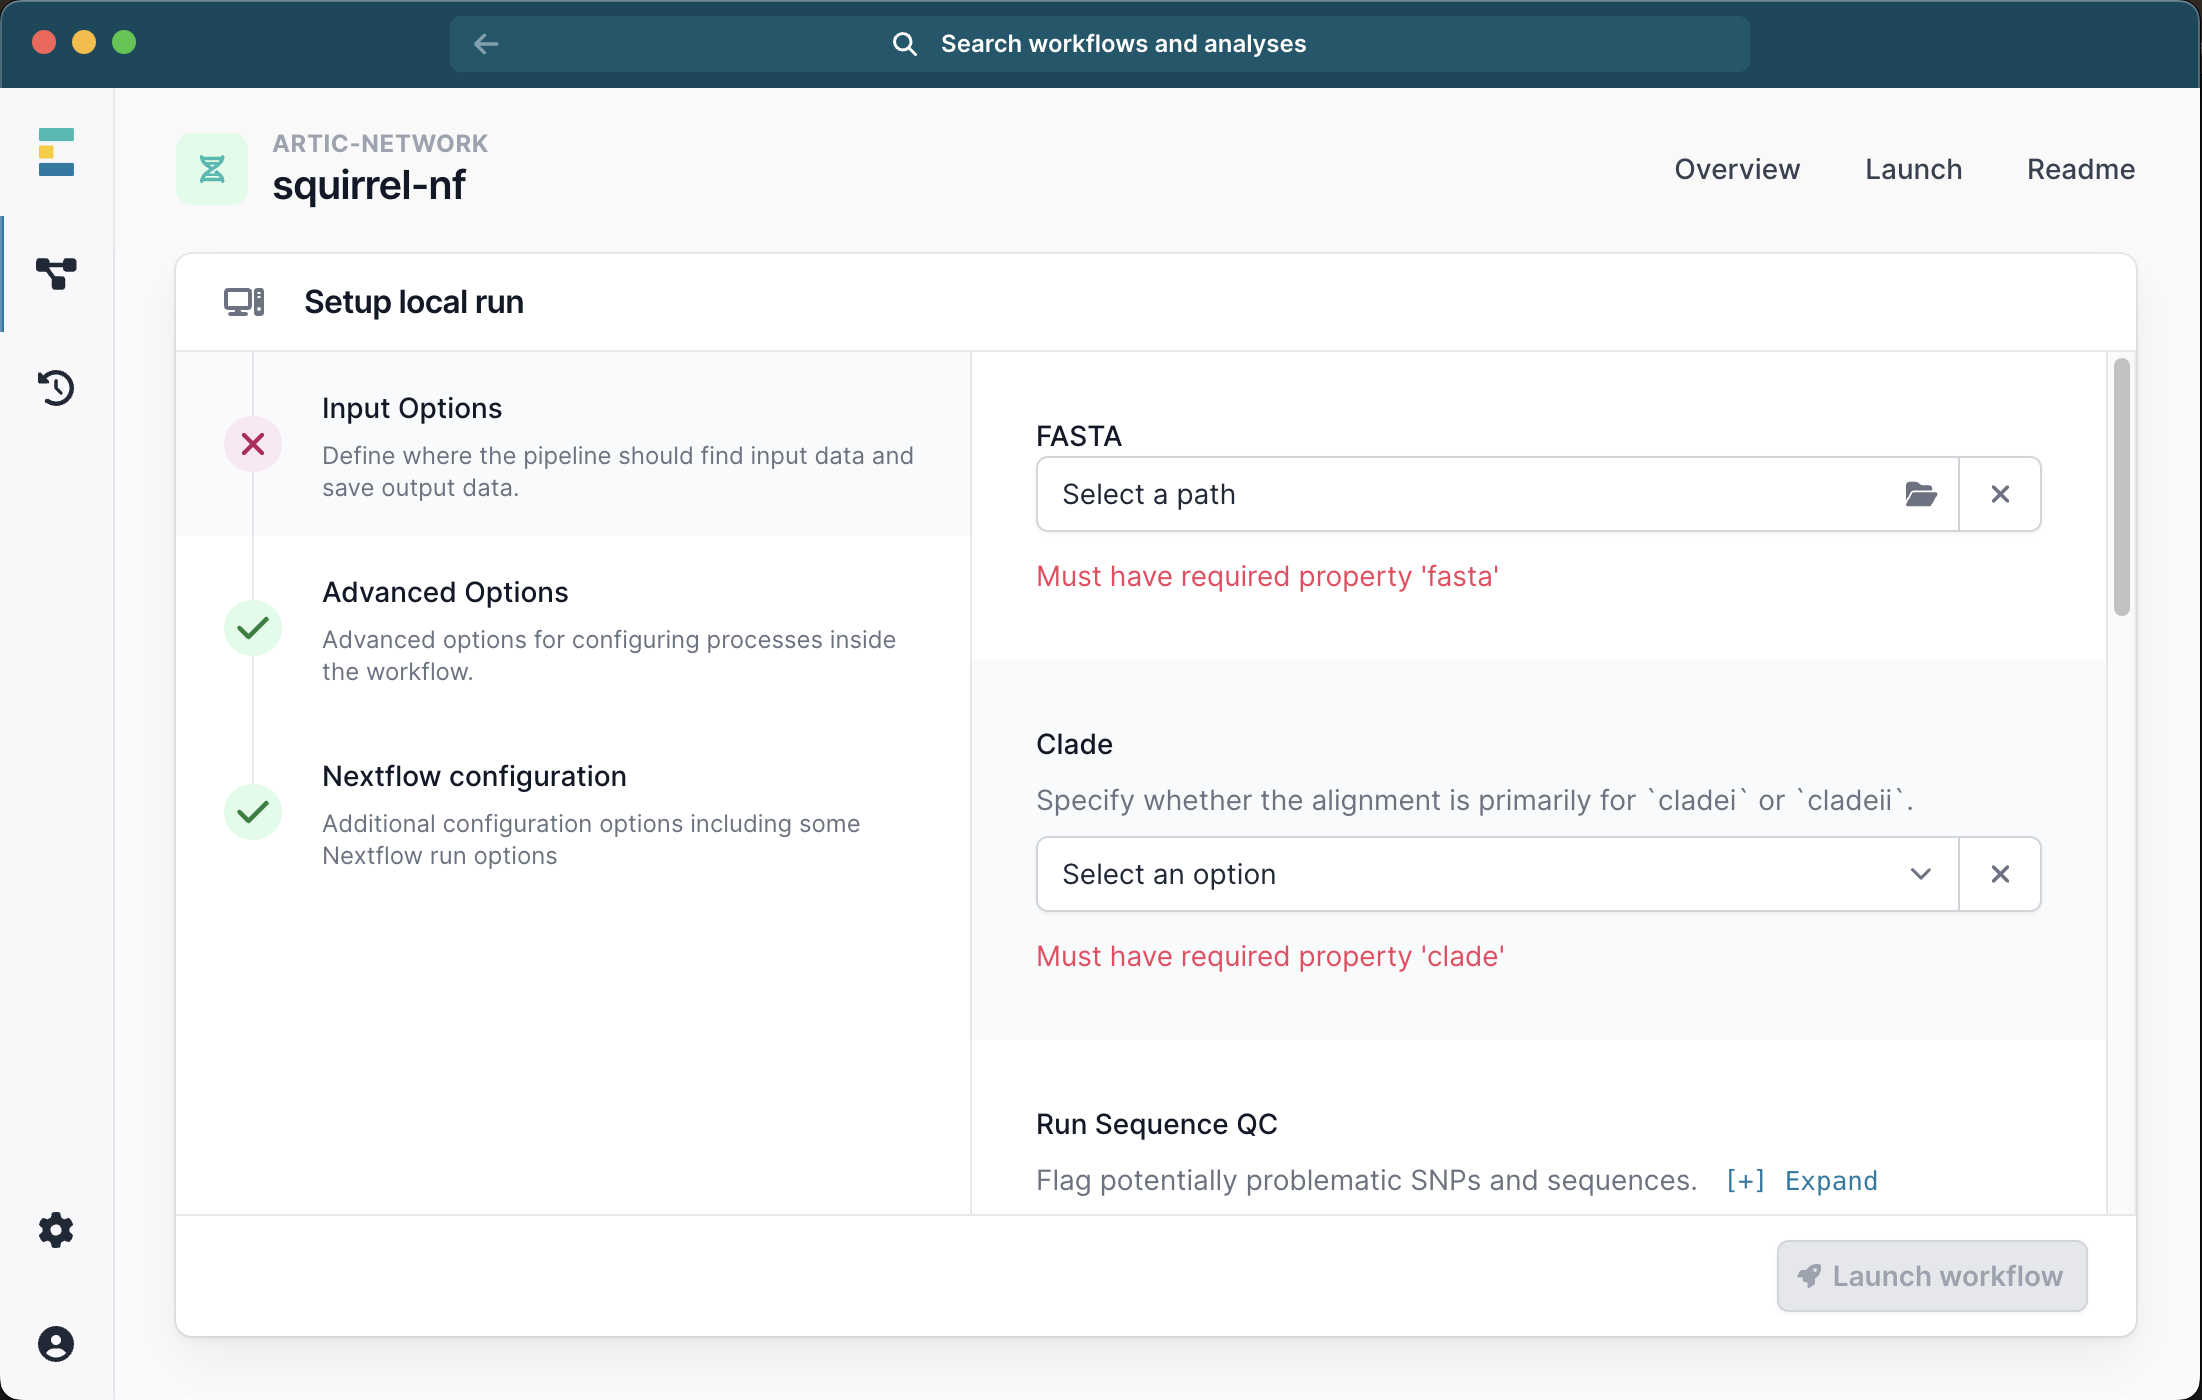 Search workflows and analyses
ARTIC-NETWORK
squirrel-nf
Overview
Launch
Readme
Setup local run
Input Options
Define where the pipeline should find input data and
save output data.
Advanced Options
Advanced options for configuring processes inside
the workflow.
Nextflow configuration
Additional configuration options including some
Nextflow run options
FASTA
Select a path
Must have required property 'fasta'
Clade
Specify whether the alignment is primarily for `cladei` or `cladeii`.
Select an option
Must have required property 'clade'
Run Sequence QC
Flag potentially problematic SNPs and sequences. [+] Expand
Launch workflow